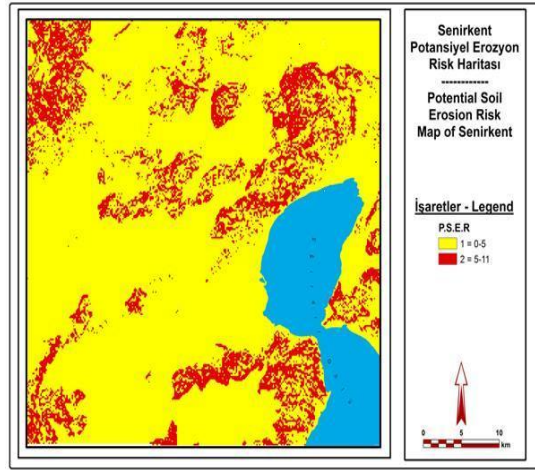 Senirkent
Potansiyel Erozyon
Risk Haritası
------------
Potential Soil
Erosion Risk
Map of Senirkent
İşaretler - Legend
P.S.E.R
1 = 0-5
2 = 5-11
0 5 10
km